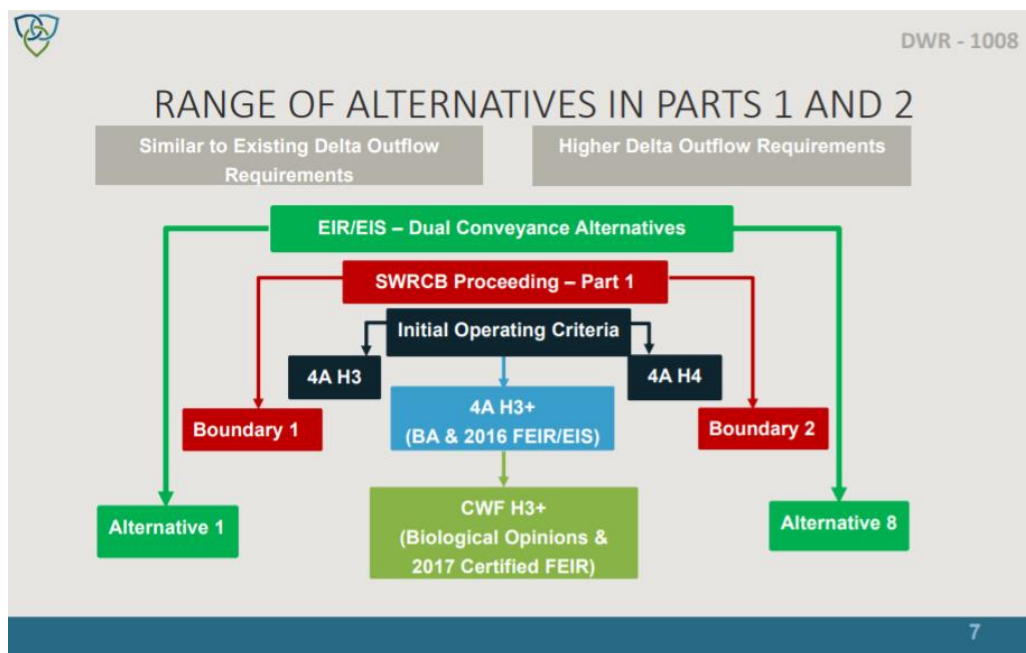 DWR - 1008
RANGE OF ALTERNATIVES IN PARTS 1 AND 2
Similar to Existing Delta Outflow
Requirements
Higher Delta Outflow Requirements
EIR/EIS – Dual Conveyance Alternatives
SWRCB Proceeding – Part 1
Initial Operating Criteria
4A H3
4A H4
4A H3+
(BA & 2016 FEIR/EIS)
Boundary 1
Boundary 2
CWF H3+
(Biological Opinions &
2017 Certified FEIR)
Alternative 1
Alternative 8
7